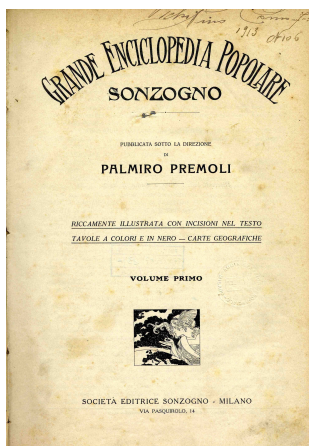 1913
GRANDE ENCICLOPEDIA POPOLARE
SONZOGNO
PUBBLICATA SOTTO LA DIREZIONE
DI
PALMIRO PREMOLI
RICCAMENTE ILLUSTRATA CON INCISIONI NEL TESTO
TAVOLE A COLORI E IN NERO — CARTE GEOGRAFICHE
VOLUME PRIMO
SOCIETÀ EDITRICE SONZOGNO - MILANO
VIA PASQUIROLO, 14